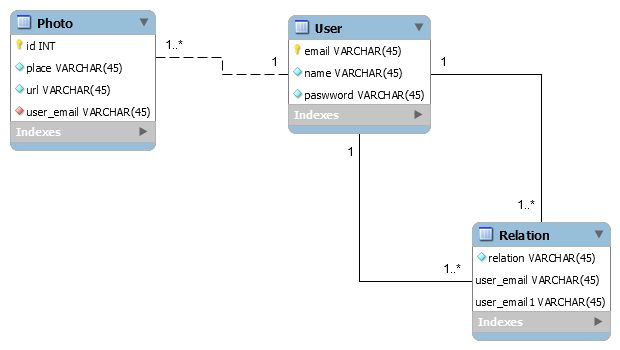 Photo
id INT
place VARCHAR(45)
url VARCHAR(45)
user_email VARCHAR(45)
Indexes
1..*
1
User
email VARCHAR(45)
name VARCHAR(45)
paswword VARCHAR(45)
Indexes
1
1
1..*
1..*
Relation
relation VARCHAR(45)
user_email VARCHAR(45)
user_email1 VARCHAR(45)
Indexes